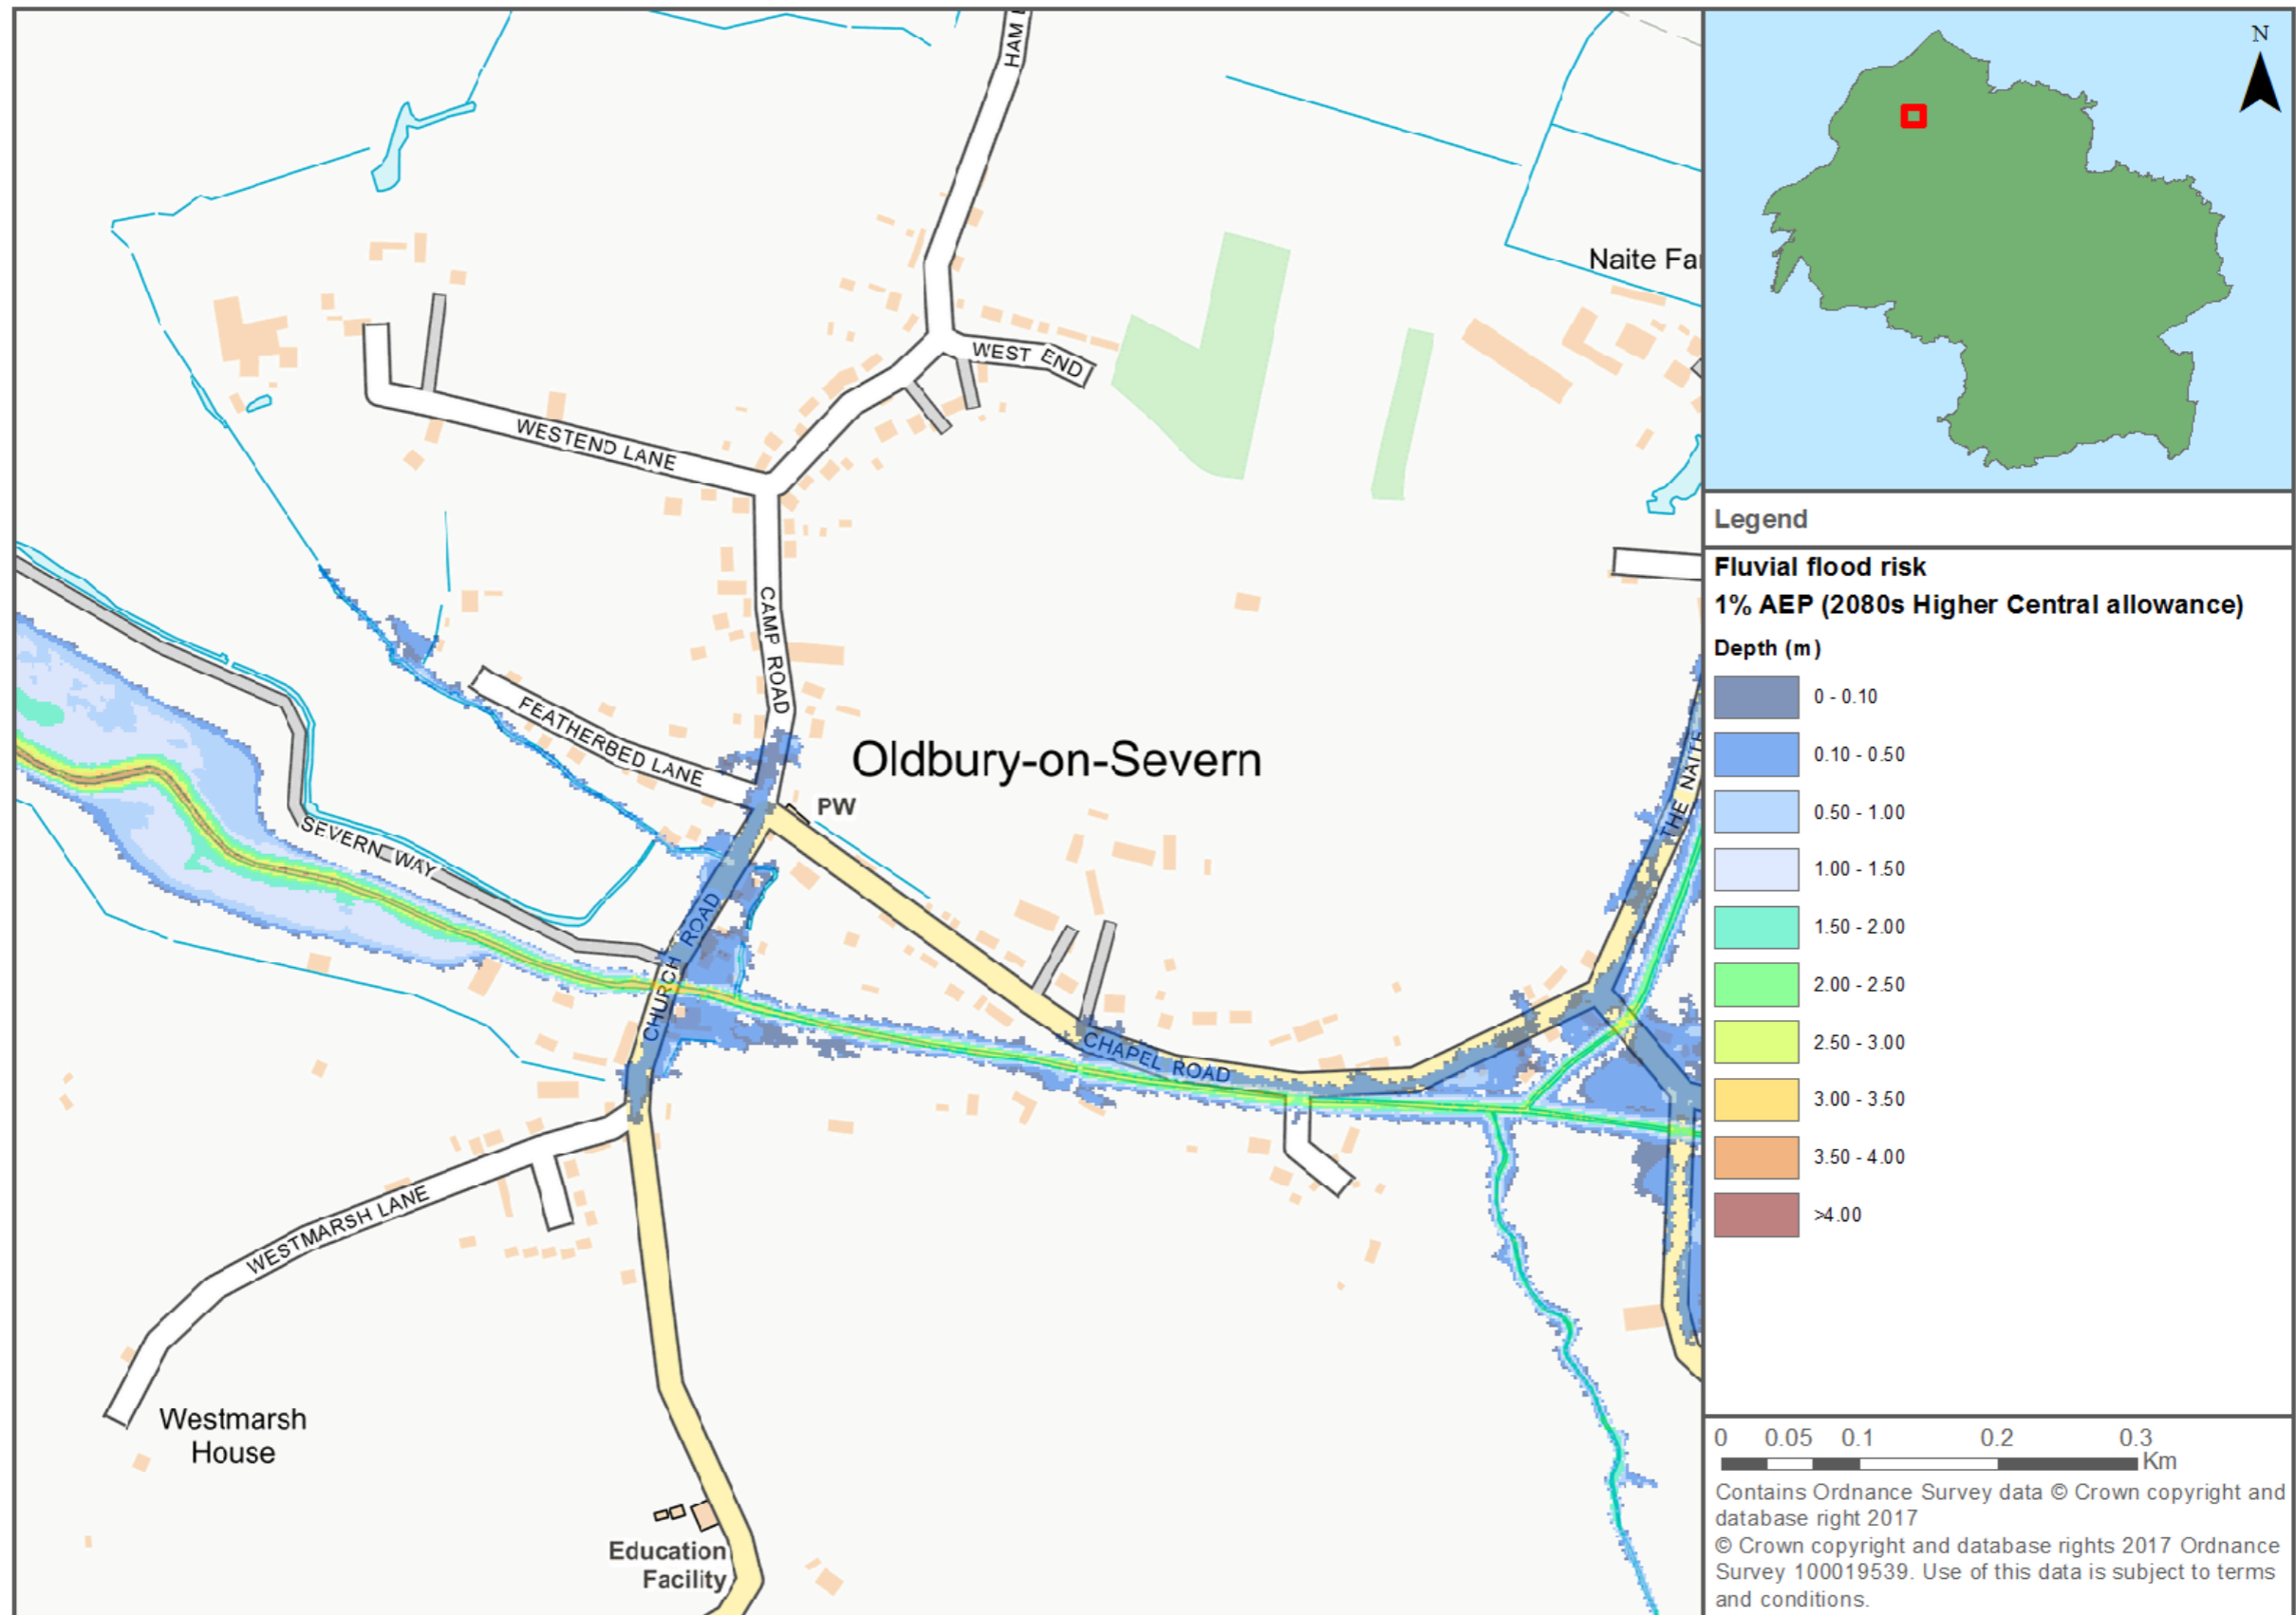 HAM
Naite Fa
WEST END
WESTEND LANE
CAMP ROAD
FEATHERBED LANE
Oldbury-on-Severn
PW
THE NAITE
SEVERN WAY
CHURCH ROAD
CHAPEL ROAD
WESTMARSH LANE
Westmarsh
House
Education
Facility
N
Legend
Fluvial flood risk
1% AEP (2080s Higher Central allowance)
Depth (m)
0 - 0.10
0.10 - 0.50
0.50 - 1.00
1.00 - 1.50
1.50 - 2.00
2.00 - 2.50
2.50 - 3.00
3.00 - 3.50
3.50 - 4.00
>4.00
0 0.05 0.1 0.2 0.3
Km
Contains Ordnance Survey data © Crown copyright and
database right 2017
© Crown copyright and database rights 2017 Ordnance
Survey 100019539. Use of this data is subject to terms
and conditions.